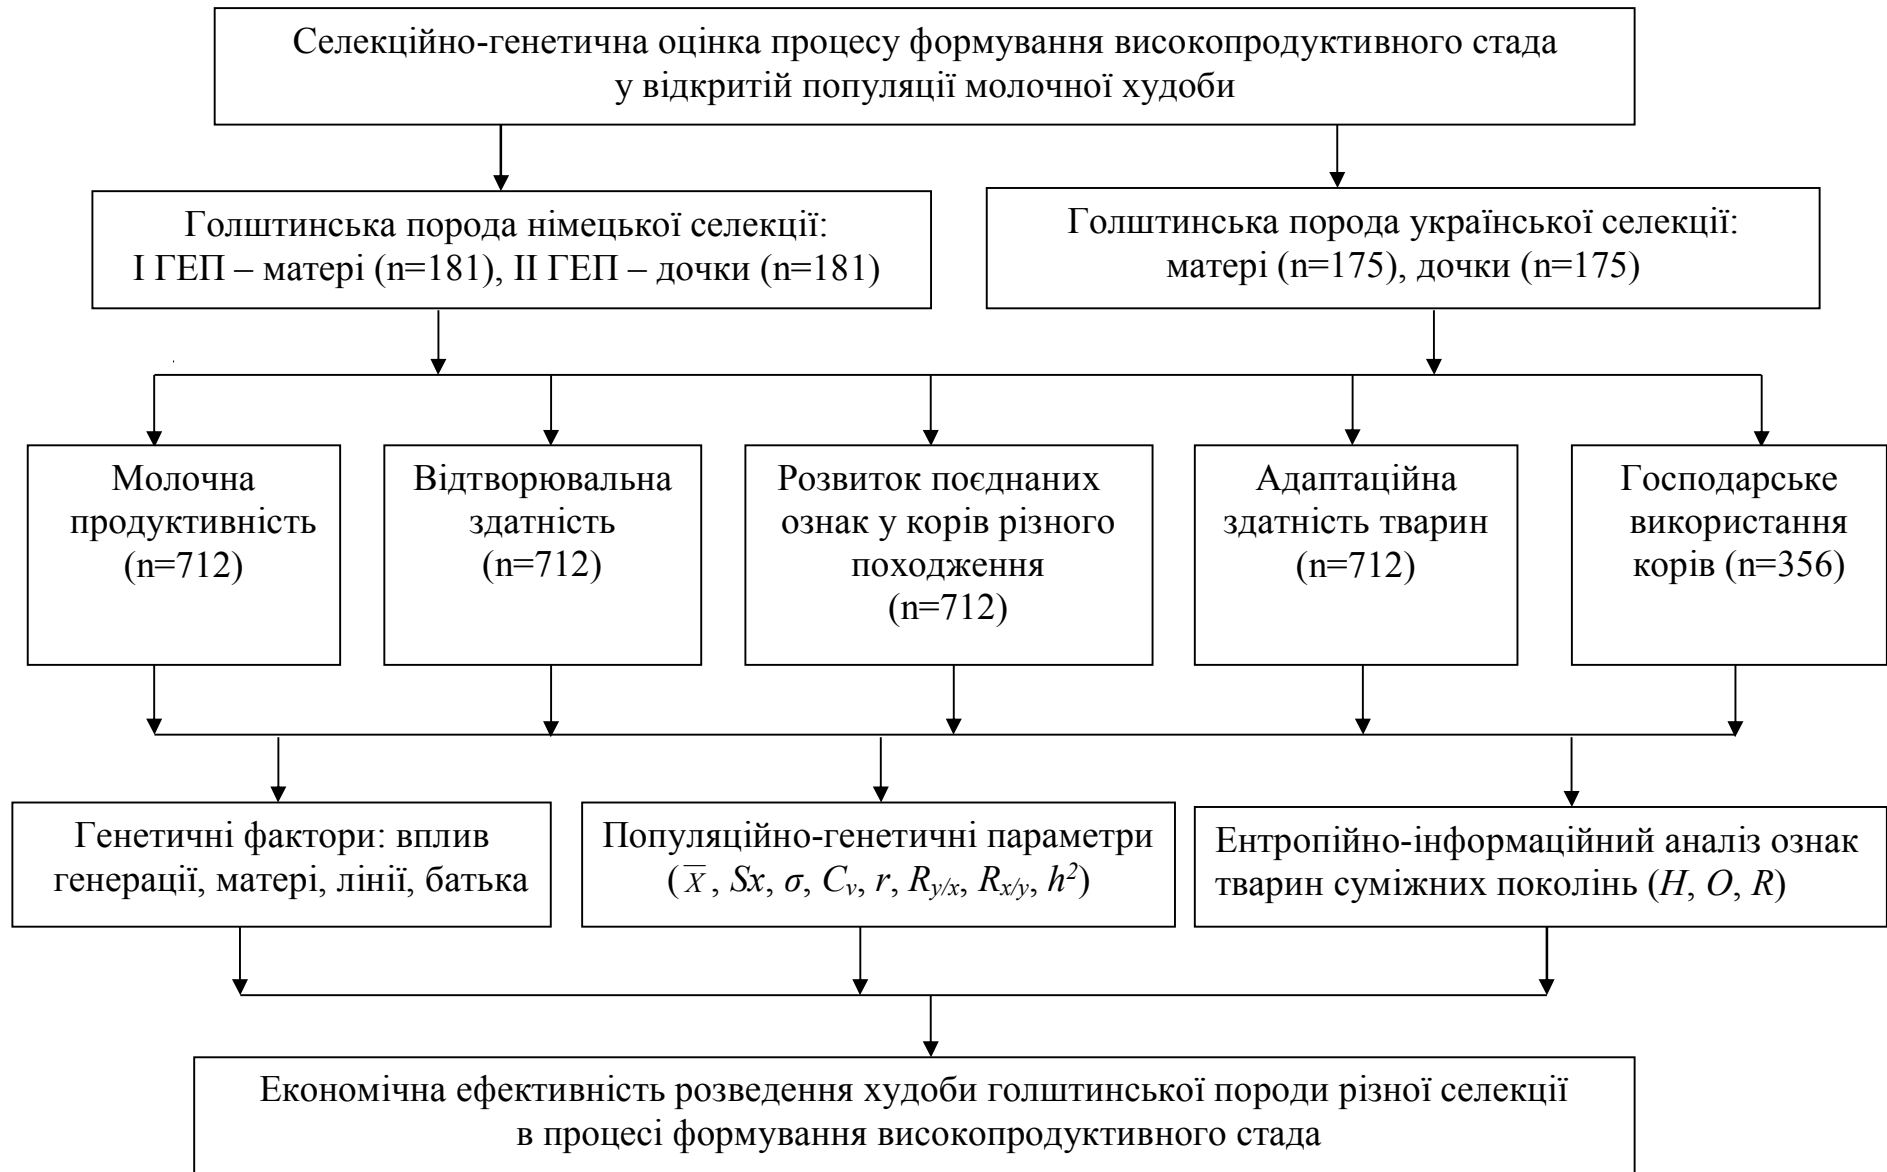 Селекційно-генетична оцінка процесу формування високопродуктивного стада
у відкритій популяції молочної худоби
Голштинська порода німецької селекції:
І ГЕП – матері (n=181), ІІ ГЕП – дочки (n=181)
Голштинська порода української селекції:
матері (n=175), дочки (n=175)
Молочна
продуктивність
(n=712)
Відтворювальна
здатність
(n=712)
Розвиток поєднаних
ознак у корів різного
походження
(n=712)
Адаптаційна
здатність тварин
(n=712)
Господарське
використання
корів (n=356)
Генетичні фактори: вплив
генерації, матері, лінії, батька
Популяційно-генетичні параметри
(X̅, Sx, σ, Cᵥ, r, R_y/x, R_x/y, h²)
Ентропійно-інформаційний аналіз ознак
тварин суміжних поколінь (H, O, R)
Економічна ефективність розведення худоби голштинської породи різної селекції
в процесі формування високопродуктивного стада